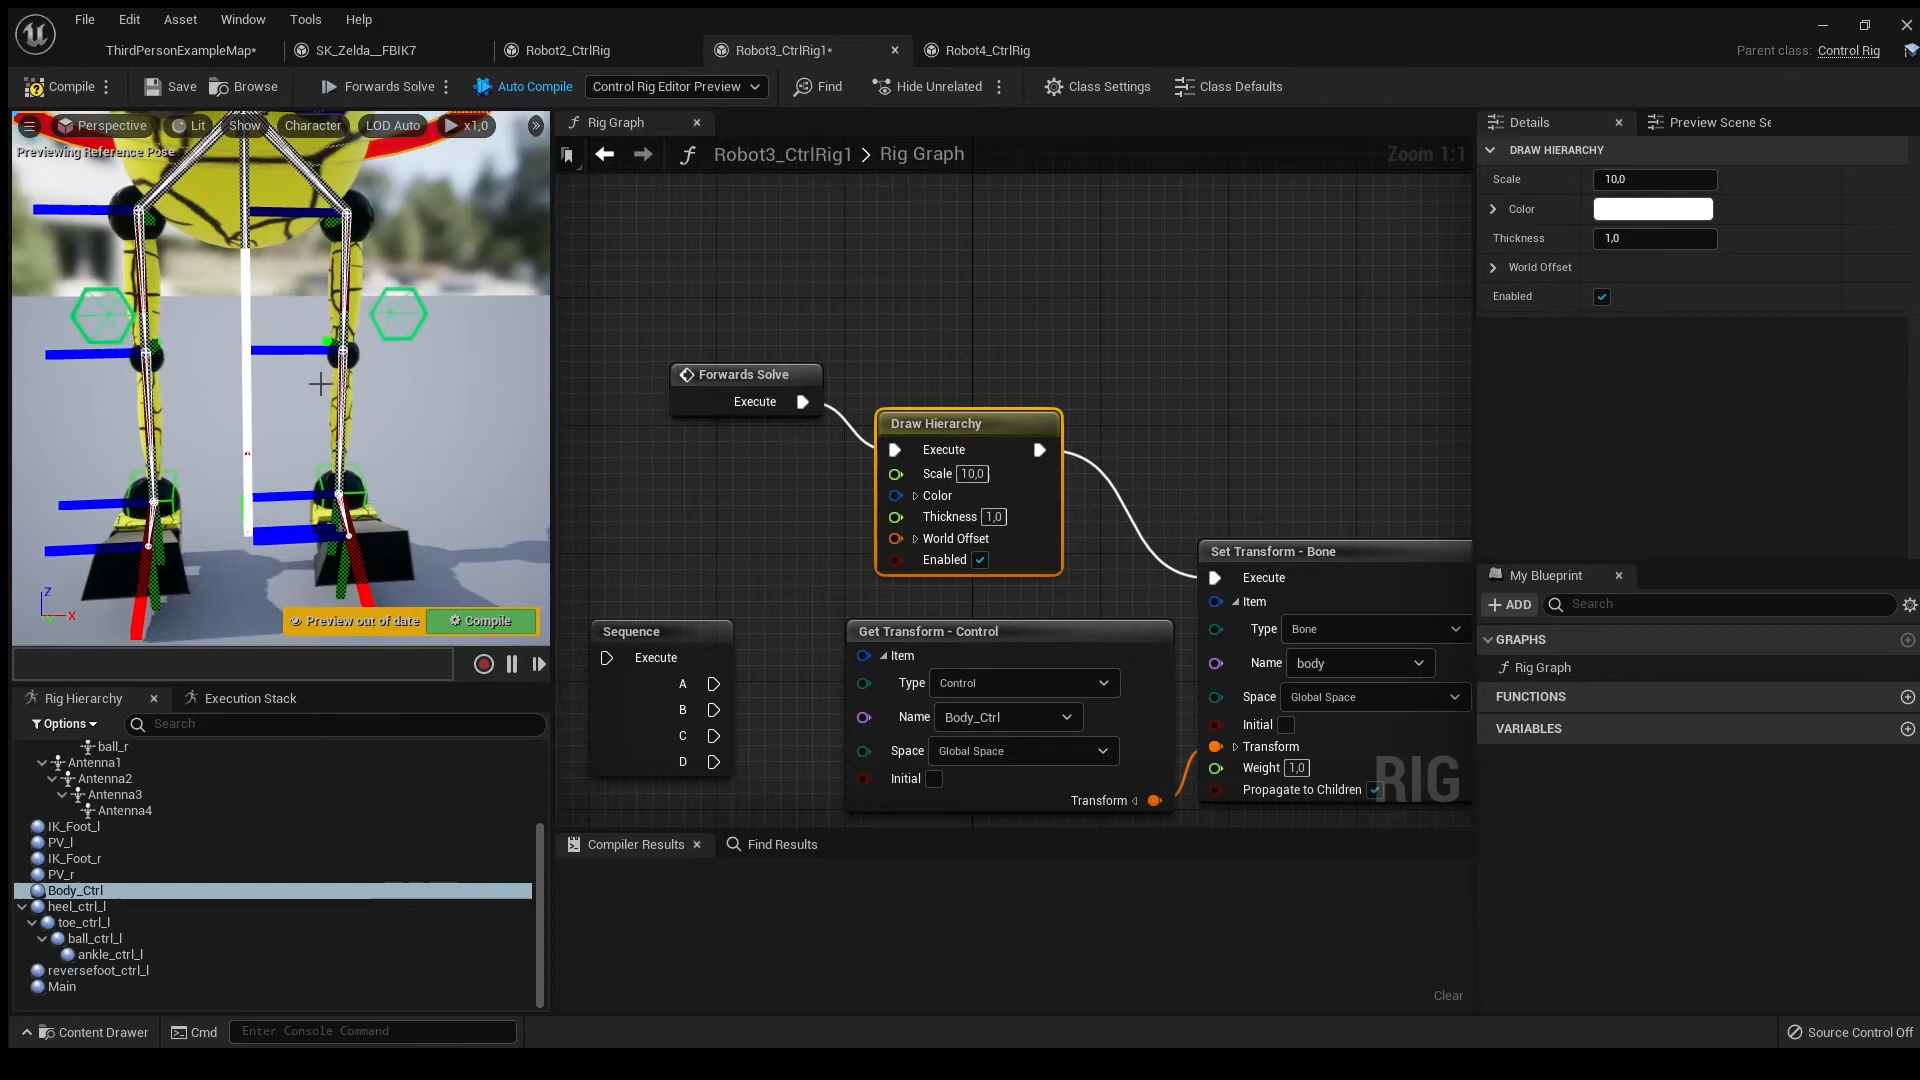 File Edit Asset Window Tools Help
ThirdPersonExampleMap* SK_Zelda__FBIK7 Robot2_CtrlRig Robot3_CtrlRig1* Robot4_CtrlRig Parent class: Control Rig
Compile Save Browse Forwards Solve Auto Compile Control Rig Editor Preview Find Hide Unrelated Class Settings Class Defaults
Perspective Lit Show Character LOD Auto x1,0
Previewing Reference Pose
Z
X
Preview out of date Compile
Rig Graph
Robot3_CtrlRig1 > Rig Graph Zoom 1:1
Forwards Solve
Execute
Draw Hierarchy
Execute
Scale 10,0
Color
Thickness 1,0
World Offset
Enabled
Sequence
Execute
A
B
C
D
Get Transform - Control
Item
Type Control
Name Body_Ctrl
Space Global Space
Initial
Transform
Set Transform - Bone
Execute
Item
Type Bone
Name body
Space Global Space
Initial
Transform
Weight 1,0
Propagate to Children
RIG
Details Preview Scene Se
DRAW HIERARCHY
Scale 10,0
Color
Thickness 1,0
World Offset
Enabled
My Blueprint
ADD Search
GRAPHS
Rig Graph
FUNCTIONS
VARIABLES
Rig Hierarchy Execution Stack
Options Search
ball_r
Antenna1
Antenna2
Antenna3
Antenna4
IK_Foot_l
PV_l
IK_Foot_r
PV_r
Body_Ctrl
heel_ctrl_l
toe_ctrl_l
ball_ctrl_l
ankle_ctrl_l
reversefoot_ctrl_l
Main
Compiler Results Find Results
Clear
Content Drawer Cmd Enter Console Command Source Control Off